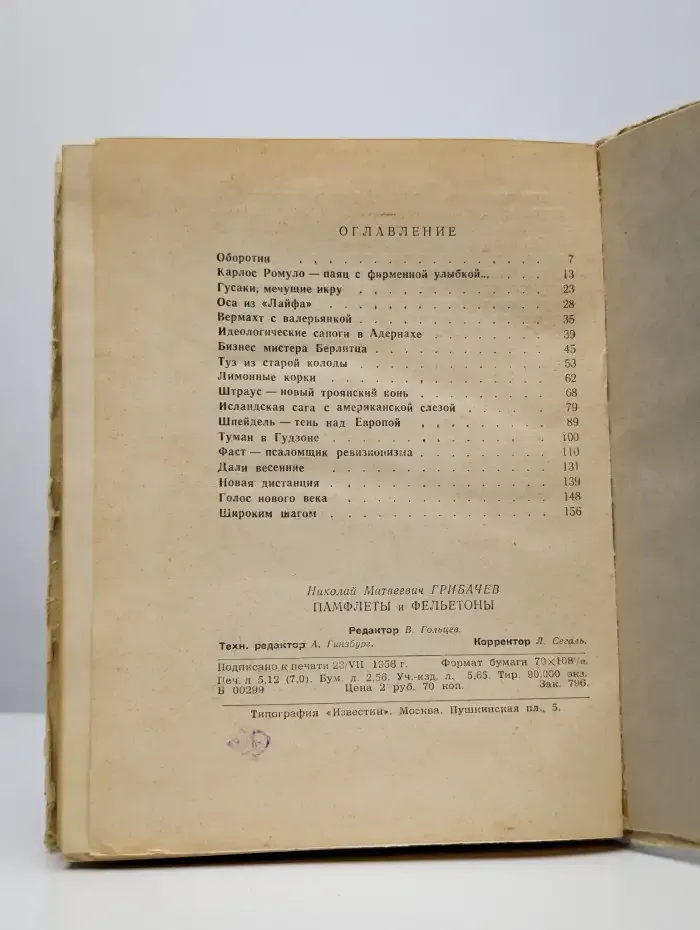 ОГЛАВЛЕНИЕ
Оборотни . . . . . . . . . . . . . . . . 7
Карлос Ромуло — паяц с фирменной улыбкой... . . . . 13
Гусаки, мечущие икру . . . . . . . . . . . . 23
Оса из «Лайфа» . . . . . . . . . . . . . . 28
Вермахт с валерьянкой . . . . . . . . . . . . 35
Идеологические сапоги в Адернахе . . . . . . . . 39
Бизнес мистера Берлитца . . . . . . . . . . . 45
Туз из старой колоды . . . . . . . . . . . . 53
Лимонные корки . . . . . . . . . . . . . . 62
Штраус — новый троянский конь . . . . . . . . . 68
Исландская сага с американской слезой . . . . . . 79
Шпейдель — тень над Европой . . . . . . . . . 89
Туман в Гудзоне . . . . . . . . . . . . . . 100
Фаст — псаломщик ревизионизма . . . . . . . . . 110
Дали весенние . . . . . . . . . . . . . . . 131
Новая дистанция . . . . . . . . . . . . . . 139
Голос нового века . . . . . . . . . . . . . 148
Широким шагом . . . . . . . . . . . . . . . 156
Николай Матвеевич ГРИБАЧЕВ
ПАМФЛЕТЫ и ФЕЛЬЕТОНЫ
Редактор В. Гольцев.
Техн. редактор А. Гинзбург. Корректор Л. Сегаль.
Подписано к печати 23/VII 1958 г. Формат бумаги 70×108
Печ. л 5,12 (7,0). Бум. л. 2,56. Уч.-изд. л. 5,65. Тир. 90.000 экз.
Б 00299 Цена 2 руб. 70 коп. Зак. 796.
Типография «Известий». Москва. Пушкинская пл., 5.